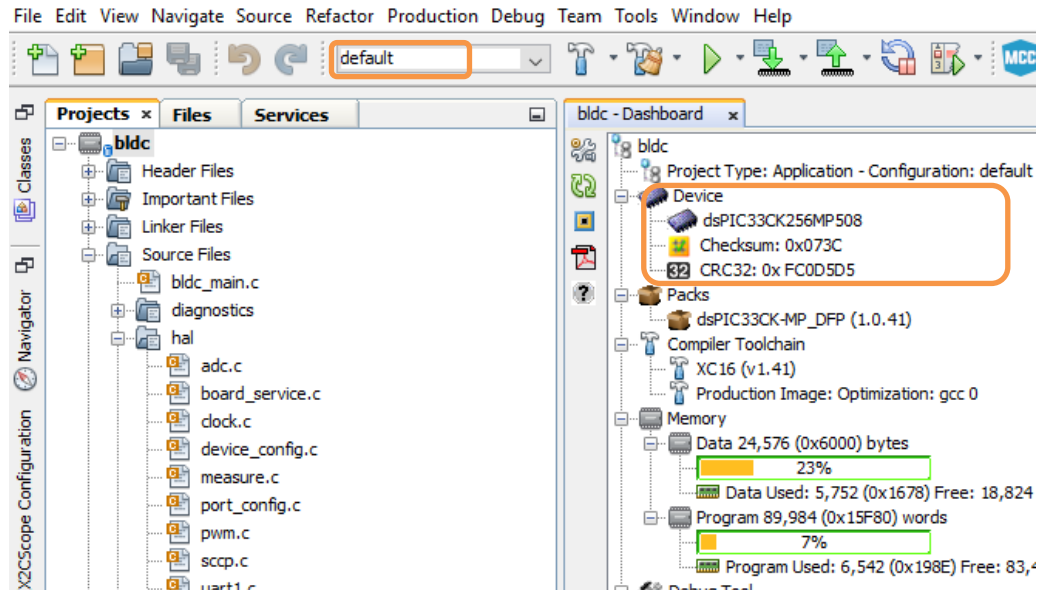 File Edit View Navigate Source Refactor Production Debug Team Tools Window Help
default
MCC
Projects × Files Services
Classes
Navigator
X2CScope Configuration
bldc
Header Files
Important Files
Linker Files
Source Files
bldc_main.c
diagnostics
hal
adc.c
board_service.c
clock.c
device_config.c
measure.c
port_config.c
pwm.c
sccp.c
uart1.c
bldc - Dashboard ×
bldc
Project Type: Application - Configuration: default
Device
dsPIC33CK256MP508
Checksum: 0x073C
32 CRC32: 0x FC0D5D5
Packs
dsPIC33CK-MP_DFP (1.0.41)
Compiler Toolchain
XC16 (v1.41)
Production Image: Optimization: gcc 0
Memory
Data 24,576 (0x6000) bytes
23%
Data Used: 5,752 (0x1678) Free: 18,824
Program 89,984 (0x15F80) words
7%
Program Used: 6,542 (0x198E) Free: 83,4
Debug Tool